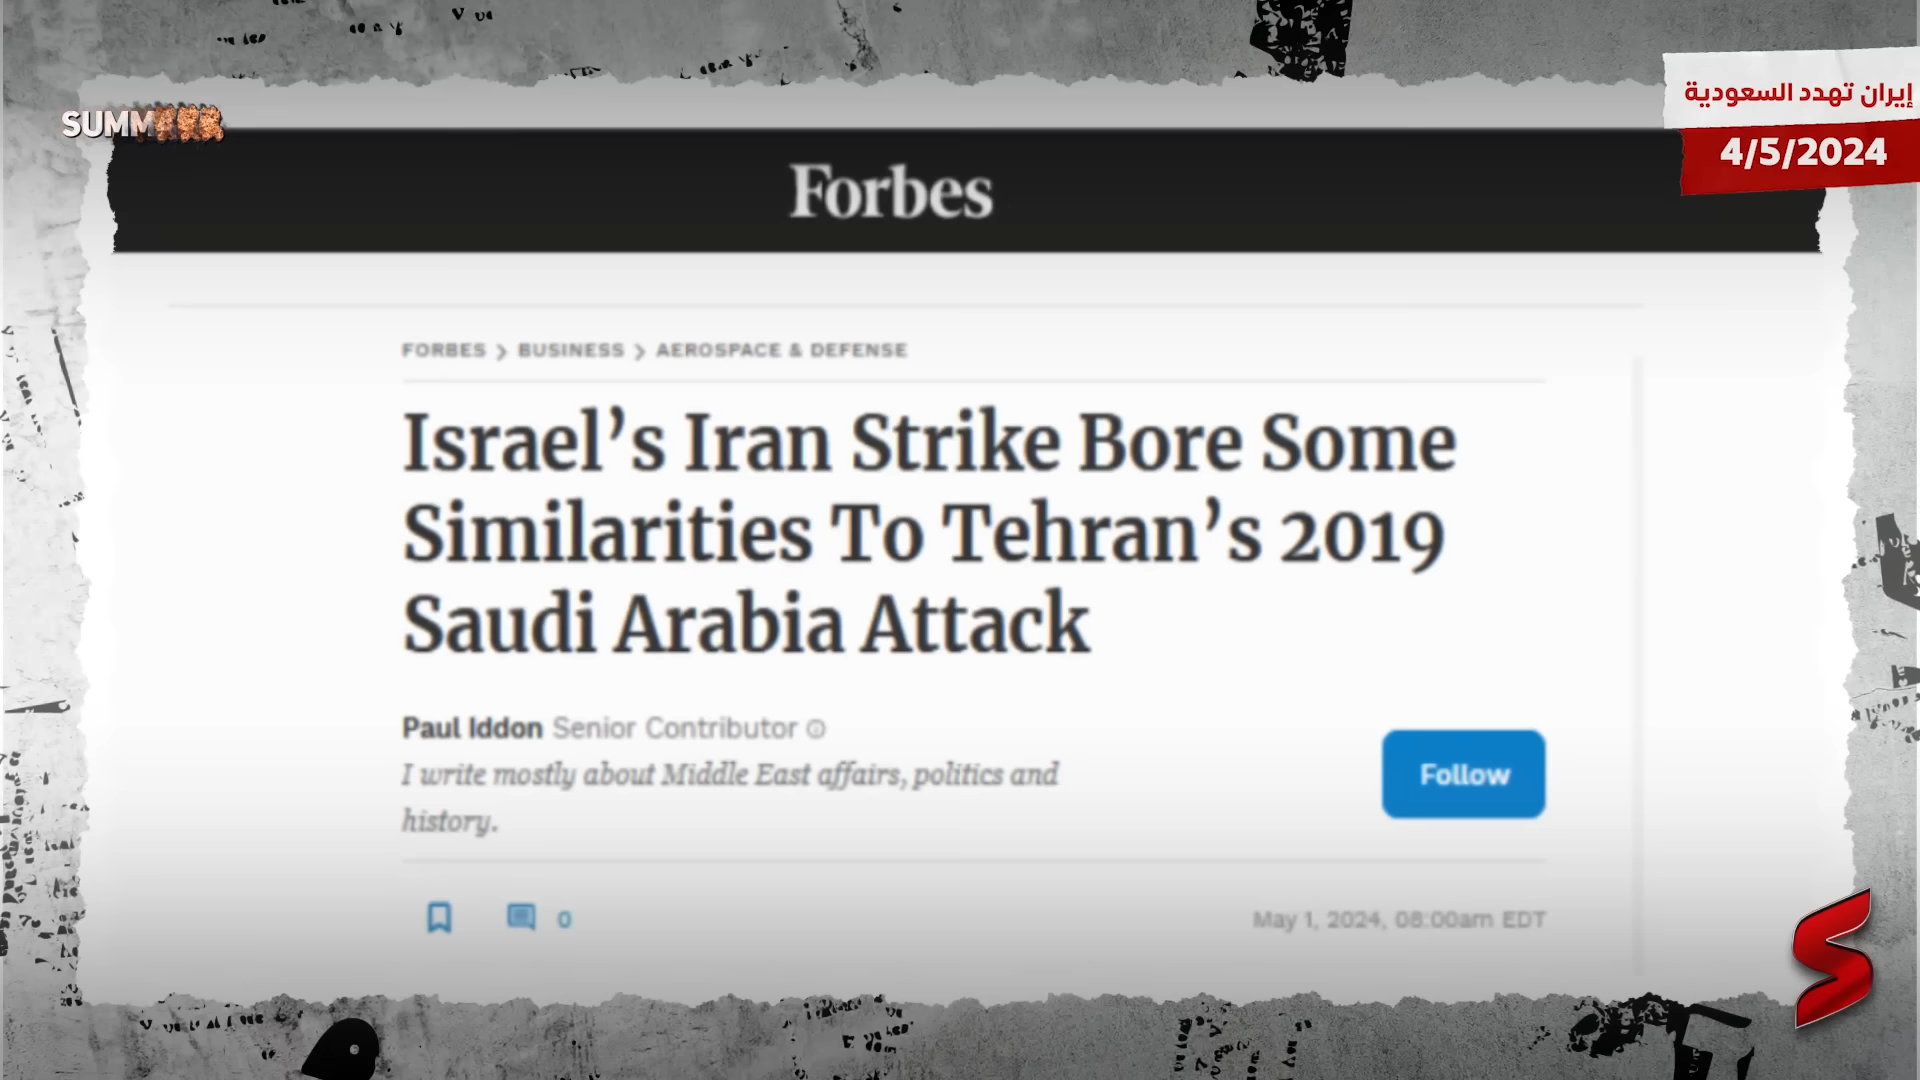 إيران تهدد السعودية
4/5/2024
SUMM
Forbes
FORBES > BUSINESS > AEROSPACE & DEFENSE
Israel’s Iran Strike Bore Some
Similarities To Tehran’s 2019
Saudi Arabia Attack
Paul Iddon Senior Contributor
I write mostly about Middle East affairs, politics and
history.
Follow
0
May 1, 2024, 08:00am EDT